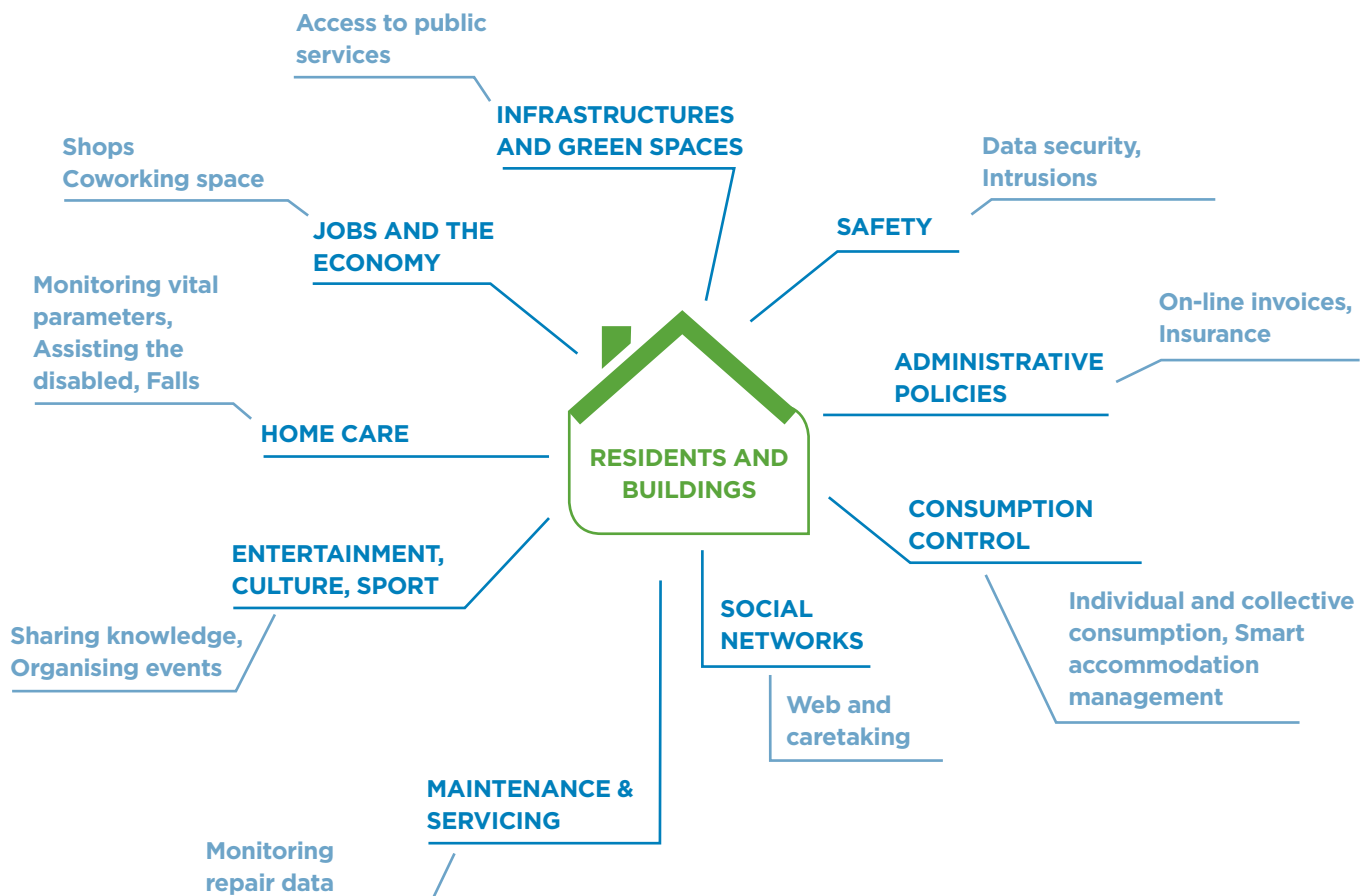 Access to public
services
INFRASTRUCTURES
AND GREEN SPACES
Shops
Coworking space
JOBS AND THE
ECONOMY
Data security,
Intrusions
SAFETY
Monitoring vital
parameters,
Assisting the
disabled, Falls
HOME CARE
On-line invoices,
Insurance
ADMINISTRATIVE
POLICIES
RESIDENTS AND
BUILDINGS
CONSUMPTION
CONTROL
Individual and collective
consumption, Smart
accommodation
management
ENTERTAINMENT,
CULTURE, SPORT
Sharing knowledge,
Organising events
SOCIAL
NETWORKS
Web and
caretaking
MAINTENANCE &
SERVICING
Monitoring
repair data